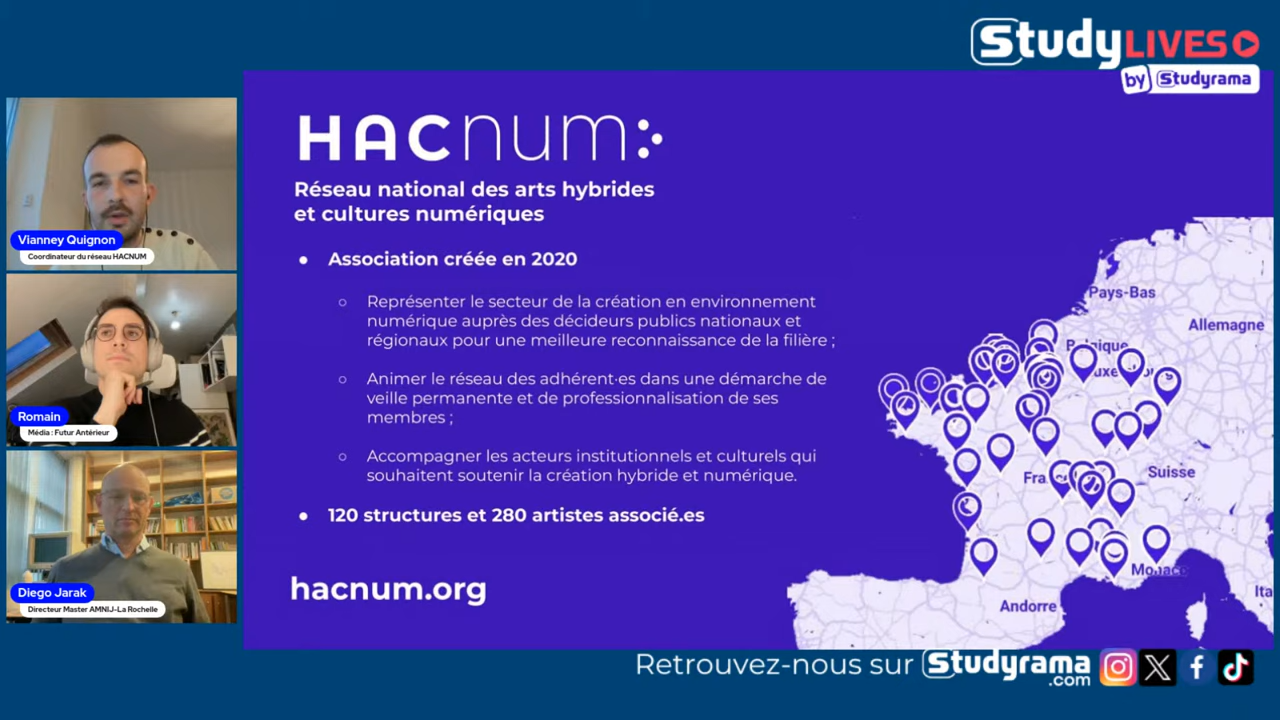 StudyLIVES
by Studyrama
Vianney Quignon
Coordinateur du réseau HACNUM
Romain
Média : Futur Antérieur
Diego Jarak
Directeur Master AMNIJ-La Rochelle
HACnum
Réseau national des arts hybrides
et cultures numériques
● Association créée en 2020
○ Représenter le secteur de la création en environnement
numérique auprès des décideurs publics nationaux et
régionaux pour une meilleure reconnaissance de la filière ;
○ Animer le réseau des adhérent·es dans une démarche de
veille permanente et de professionnalisation de ses
membres ;
○ Accompagner les acteurs institutionnels et culturels qui
souhaitent soutenir la création hybride et numérique.
● 120 structures et 280 artistes associé.es
hacnum.org
Pays-Bas
Allemagne
Suisse
Monaco
Andorre
Retrouvez-nous sur Studyrama
.com